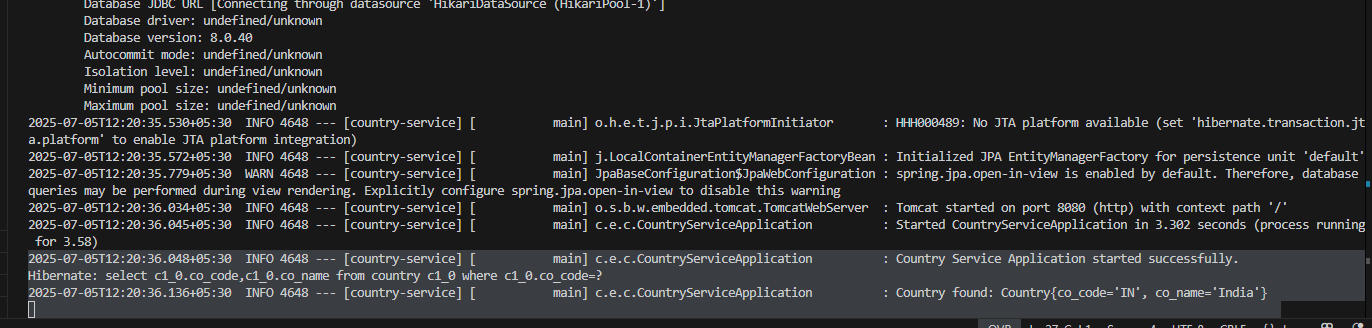 Database JDBC URL [Connecting through datasource 'HikariDataSource (HikariPool-1)']
Database driver: undefined/unknown
Database version: 8.0.40
Autocommit mode: undefined/unknown
Isolation level: undefined/unknown
Minimum pool size: undefined/unknown
Maximum pool size: undefined/unknown
2025-07-05T12:20:35.530+05:30  INFO 4648 --- [country-service] [           main] o.h.e.t.j.p.i.JtaPlatformInitiator       : HHH000489: No JTA platform available (set 'hibernate.transaction.jt
a.platform' to enable JTA platform integration)
2025-07-05T12:20:35.572+05:30  INFO 4648 --- [country-service] [           main] j.LocalContainerEntityManagerFactoryBean : Initialized JPA EntityManagerFactory for persistence unit 'default'
2025-07-05T12:20:35.779+05:30  WARN 4648 --- [country-service] [           main] JpaBaseConfiguration$JpaWebConfiguration : spring.jpa.open-in-view is enabled by default. Therefore, database
queries may be performed during view rendering. Explicitly configure spring.jpa.open-in-view to disable this warning
2025-07-05T12:20:36.034+05:30  INFO 4648 --- [country-service] [           main] o.s.b.w.embedded.tomcat.TomcatWebServer  : Tomcat started on port 8080 (http) with context path '/'
2025-07-05T12:20:36.045+05:30  INFO 4648 --- [country-service] [           main] c.e.c.CountryServiceApplication          : Started CountryServiceApplication in 3.302 seconds (process running
for 3.58)
2025-07-05T12:20:36.048+05:30  INFO 4648 --- [country-service] [           main] c.e.c.CountryServiceApplication          : Country Service Application started successfully.
Hibernate: select c1_0.co_code,c1_0.co_name from country c1_0 where c1_0.co_code=?
2025-07-05T12:20:36.136+05:30  INFO 4648 --- [country-service] [           main] c.e.c.CountryServiceApplication          : Country found: Country{co_code='IN', co_name='India'}